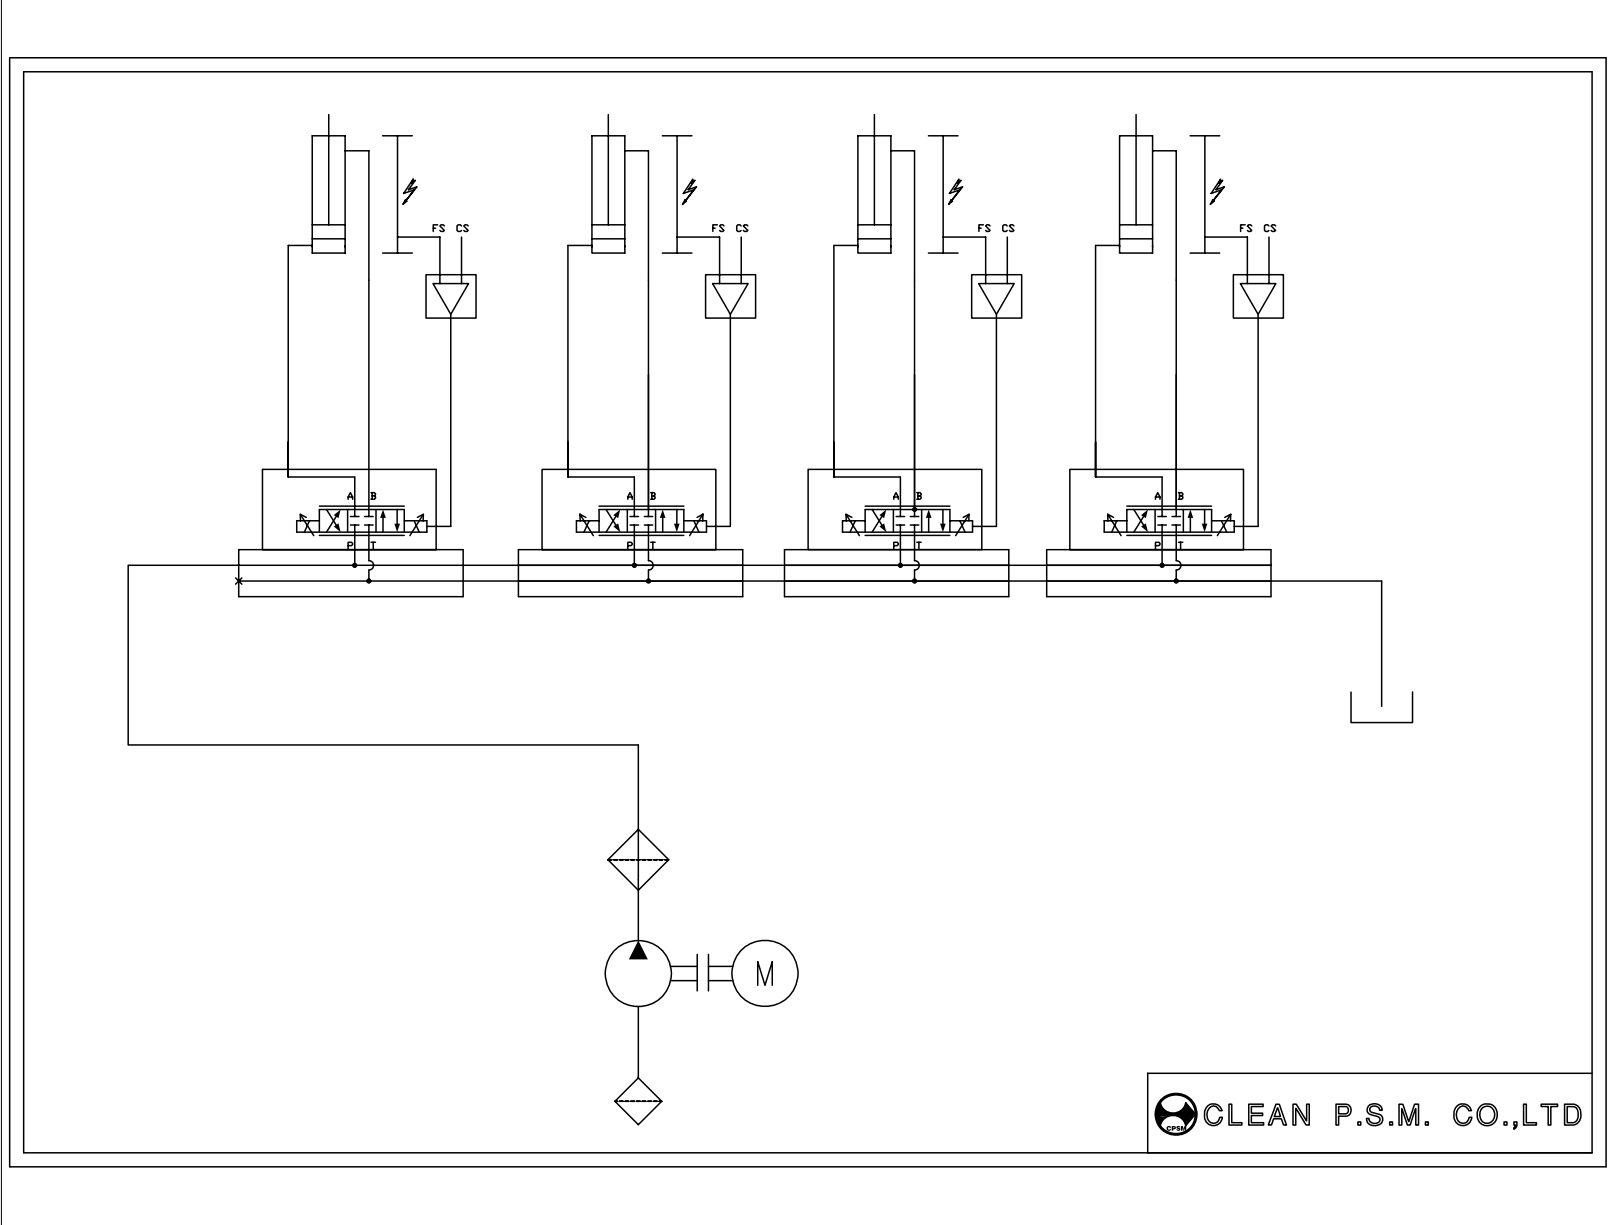 FS CS FS CS FS CS FS CS
A B A B A B A B
P T P T P T P T
M
CPSM
CLEAN P.S.M. CO.,LTD